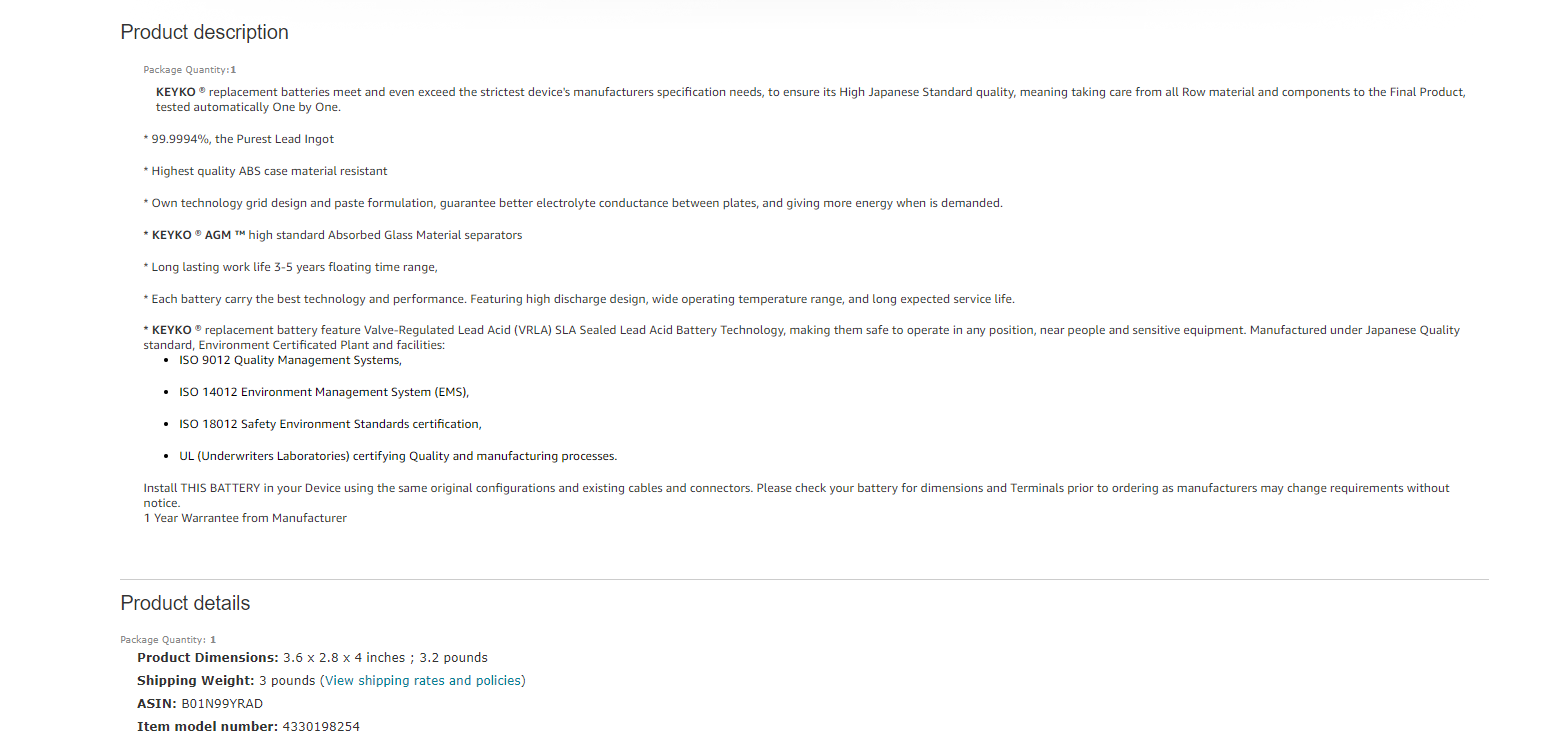 Product description
Package Quantity:1
KEYKO ® replacement batteries meet and even exceed the strictest device's manufacturers specification needs, to ensure its High Japanese Standard quality, meaning taking care from all Row material and components to the Final Product,
tested automatically One by One.
* 99.9994%, the Purest Lead Ingot
* Highest quality ABS case material resistant
* Own technology grid design and paste formulation, guarantee better electrolyte conductance between plates, and giving more energy when is demanded.
* KEYKO ® AGM ™ high standard Absorbed Glass Material separators
* Long lasting work life 3-5 years floating time range,
* Each battery carry the best technology and performance. Featuring high discharge design, wide operating temperature range, and long expected service life.
* KEYKO ® replacement battery feature Valve-Regulated Lead Acid (VRLA) SLA Sealed Lead Acid Battery Technology, making them safe to operate in any position, near people and sensitive equipment. Manufactured under Japanese Quality
standard, Environment Certificated Plant and facilities:
• ISO 9012 Quality Management Systems,
• ISO 14012 Environment Management System (EMS),
• ISO 18012 Safety Environment Standards certification,
• UL (Underwriters Laboratories) certifying Quality and manufacturing processes.
Install THIS BATTERY in your Device using the same original configurations and existing cables and connectors. Please check your battery for dimensions and Terminals prior to ordering as manufacturers may change requirements without
notice.
1 Year Warrantee from Manufacturer
Product details
Package Quantity: 1
Product Dimensions: 3.6 x 2.8 x 4 inches ; 3.2 pounds
Shipping Weight: 3 pounds (View shipping rates and policies)
ASIN: B01N99YRAD
Item model number: 4330198254